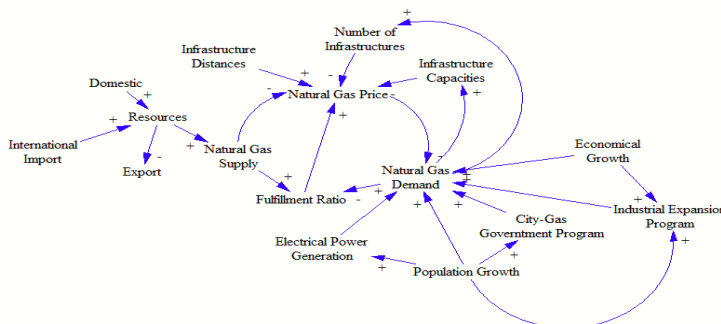 Number of
Infrastructures
Infrastructure
Distances
Infrastructure
Capacities
Domestic
Natural Gas Price
Resources
International
Import
Natural Gas
Supply
Economical
Growth
Export
Natural Gas
Demand
Fulfillment Ratio
City-Gas
Governtment Program
Industrial Expansion
Program
Electrical Power
Generation
Population Growth
+
+
+
-
+
-
-
+
+
+
+
-
-
+
+
-
+
+
+
+
+
+
+
+
+